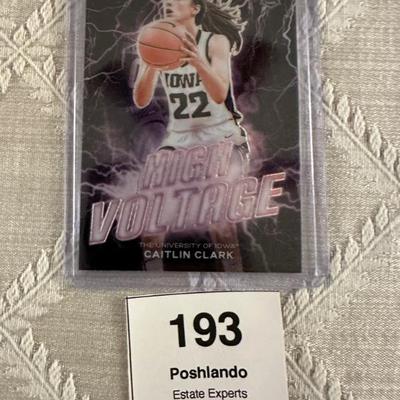 IOWA
22
HIGH
VOLTAGE
THE UNIVERSITY OF IOWA®
CAITLIN CLARK
193
Poshlando
Estate Experts